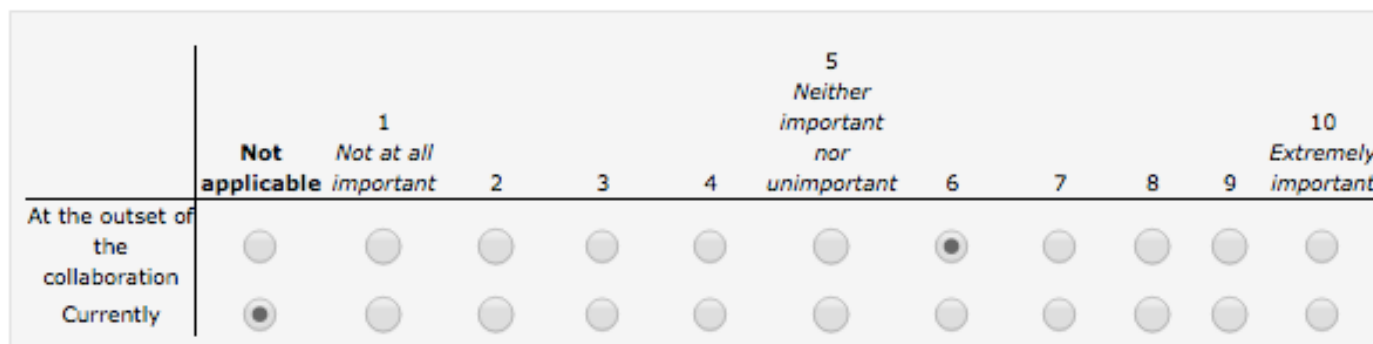 5
Neither
1 important 10
Not Not at all nor Extremely
applicable important 2 3 4 unimportant 6 7 8 9 important
At the outset of
the
collaboration
Currently